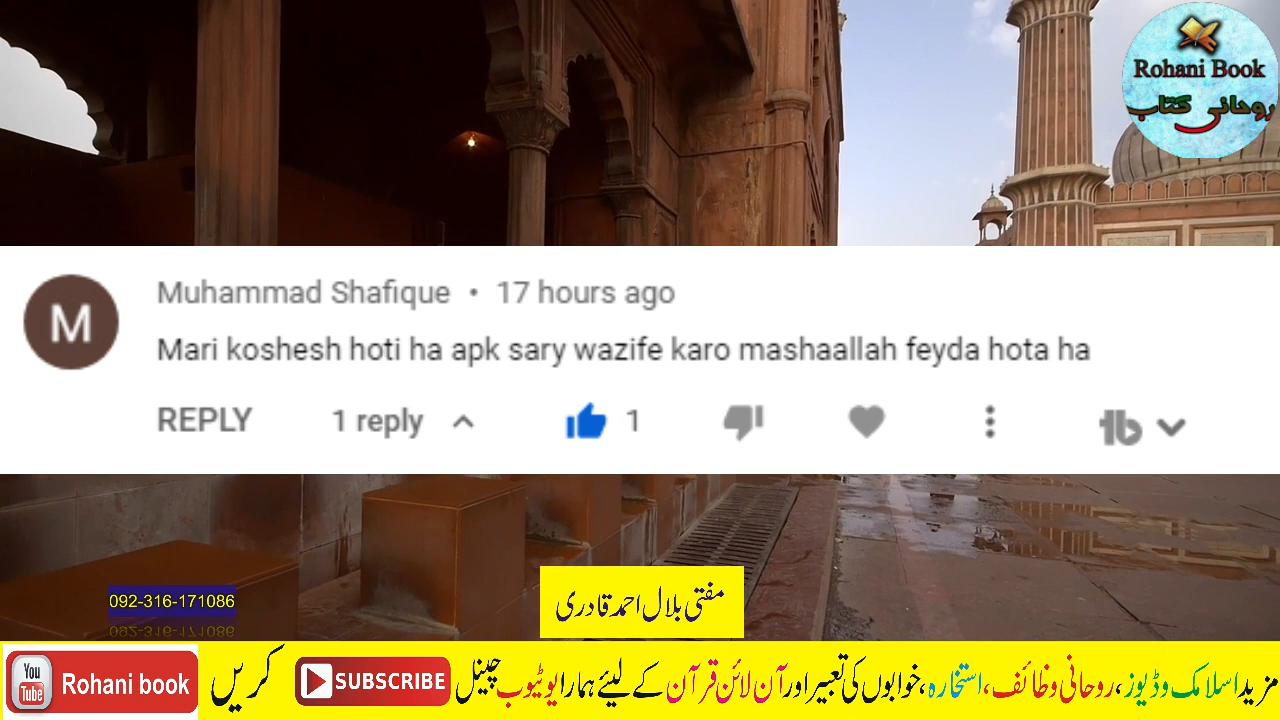 Rohani Book
روحانی کتاب
M
Muhammad Shafique • 17 hours ago
Mari koshesh hoti ha apk sary wazife karo mashaallah feyda hota ha
REPLY 1 reply 1
092-316-171086
مفتی بلال احمد قادری
مزید اسلامک وڈیوز، روحانی وظائف، استخارہ، خوابوں کی تعبیر اور آن لائن قرآن کے لیئے ہمارا یوٹیوب چینل SUBSCRIBE کریں
You Tube Rohani book